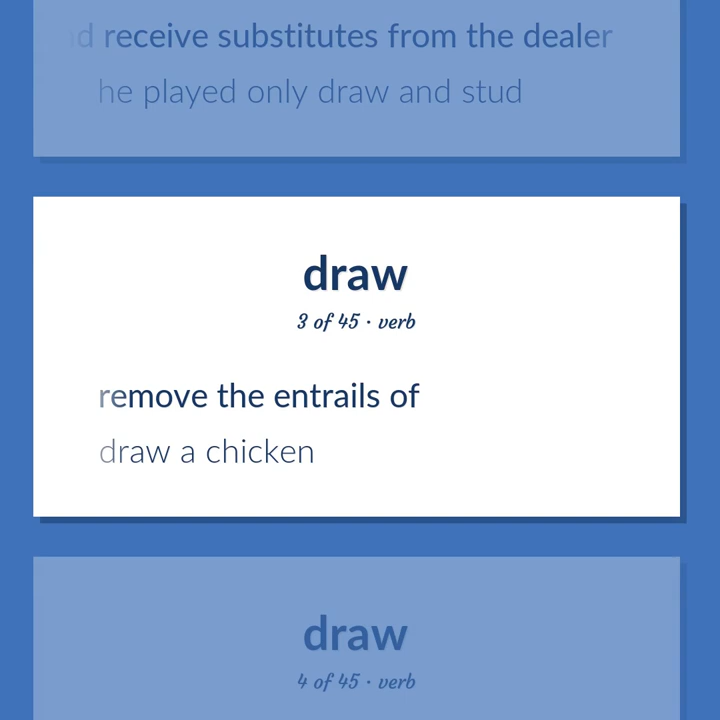 receive substitutes from the dealer
he played only draw and stud
draw
3 of 45 · verb
remove the entrails of
draw a chicken
draw
4 of 45 · verb